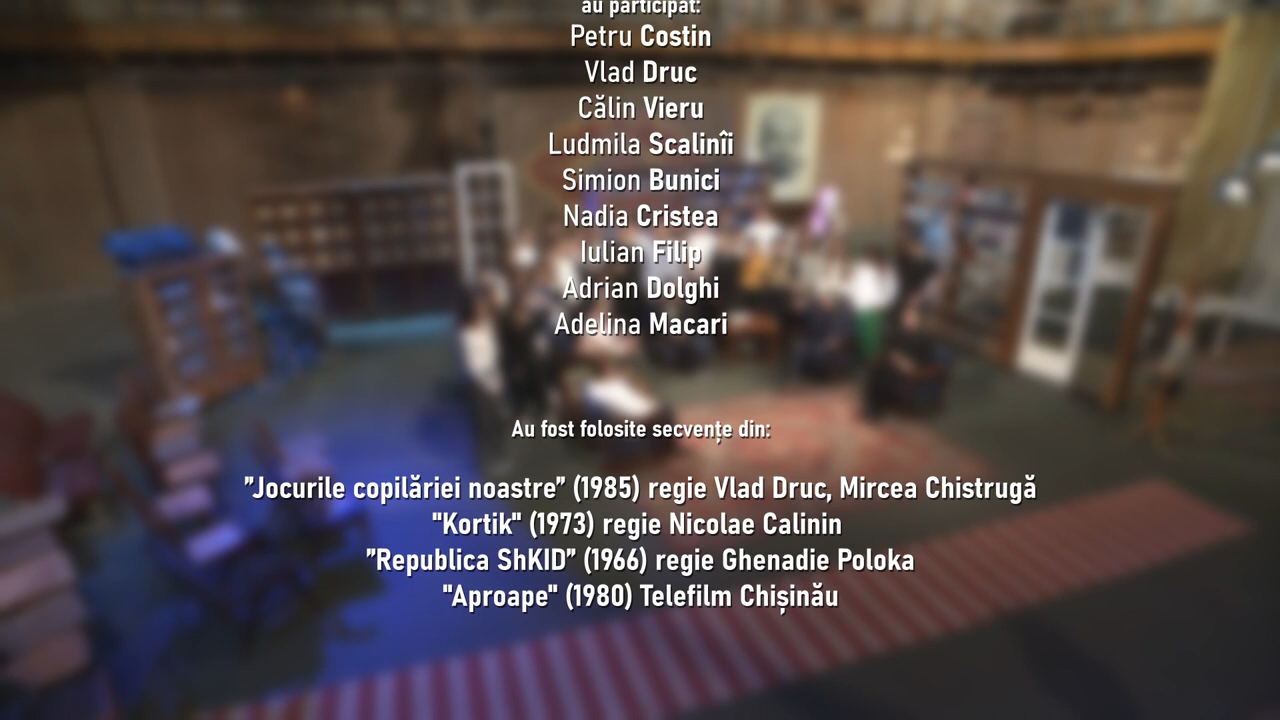 au participat:
Petru Costin
Vlad Druc
Călin Vieru
Ludmila Scalinîi
Simion Bunici
Nadia Cristea
Iulian Filip
Adrian Dolghi
Adelina Macari
Au fost folosite secvențe din:
”Jocurile copilăriei noastre” (1985) regie Vlad Druc, Mircea Chistrugă
"Kortik" (1973) regie Nicolae Calinin
”Republica ShKID” (1966) regie Ghenadie Poloka
"Aproape" (1980) Telefilm Chișinău